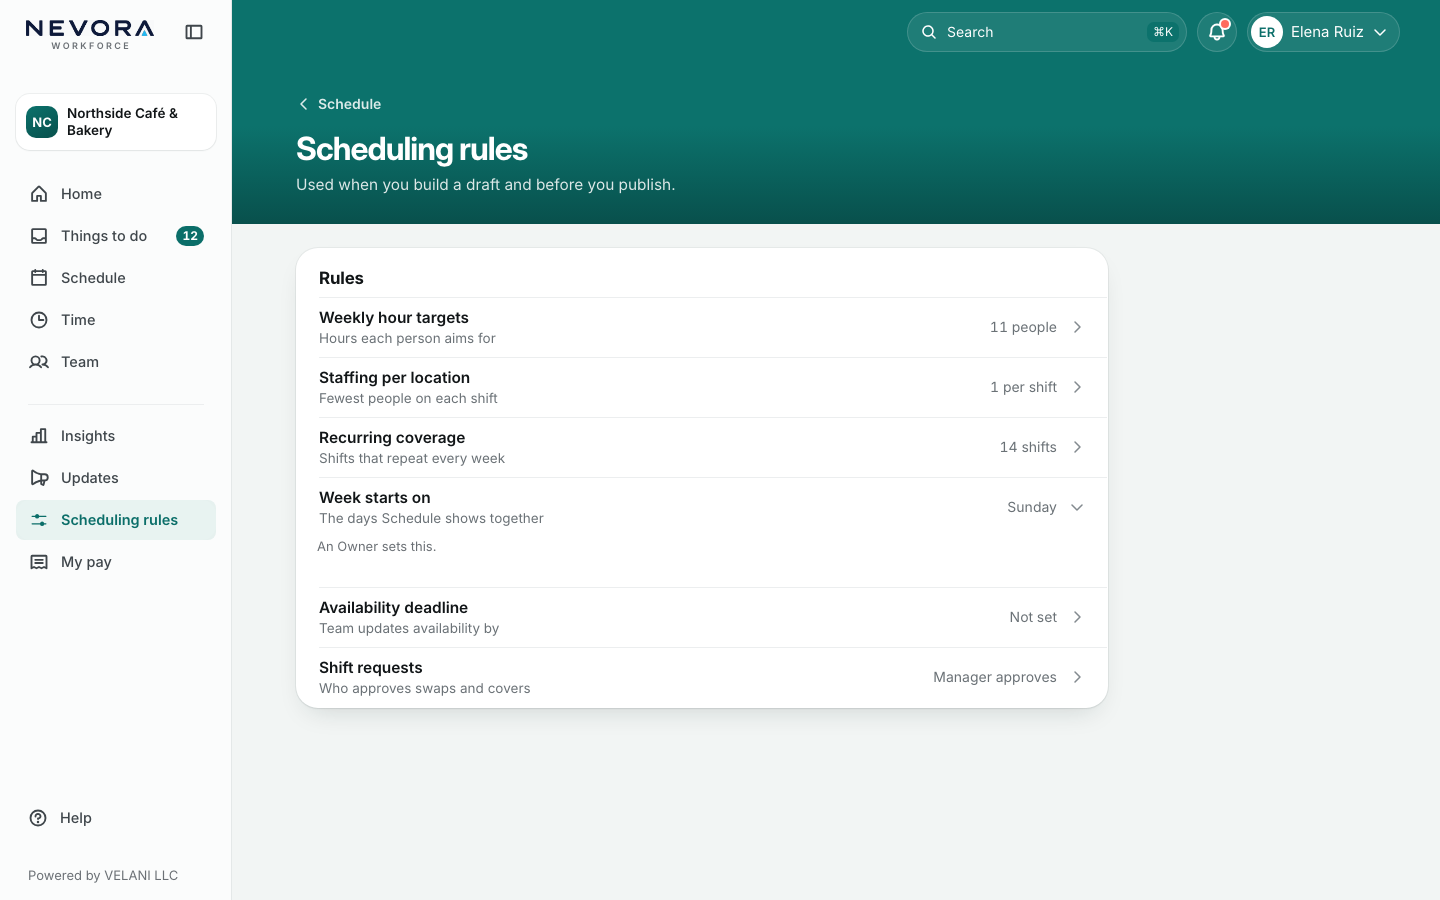 NEVORA
WORKFORCE
Search
⌘K
ER
Elena Ruiz
NC
Northside Café &
Bakery
Home
Things to do
12
Schedule
Time
Team
Insights
Updates
Scheduling rules
My pay
Help
Powered by VELANI LLC
Schedule
Scheduling rules
Used when you build a draft and before you publish.
Rules
Weekly hour targets
Hours each person aims for
11 people
Staffing per location
Fewest people on each shift
1 per shift
Recurring coverage
Shifts that repeat every week
14 shifts
Week starts on
The days Schedule shows together
Sunday
An Owner sets this.
Availability deadline
Team updates availability by
Not set
Shift requests
Who approves swaps and covers
Manager approves